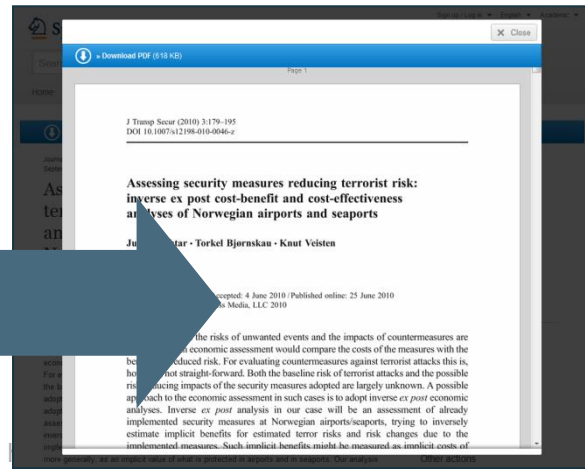 Sign up / Log in English Academic
Close
» Download PDF (618 KB)
Page 1
Home
J Transp Secur (2010) 3:179–195
DOI 10.1007/s12198-010-0046-z
Assessing security measures reducing terrorist risk:
inverse ex post cost-benefit and cost-effectiveness
analyses of Norwegian airports and seaports
Torkel Bjørnskau · Knut Veisten
4 June 2010 / Published online: 25 June 2010
Media, LLC 2010
the risks of unwanted events and the impacts of countermeasures are
economic assessment would compare the costs of the measures with the
reduced risk. For evaluating countermeasures against terrorist attacks this is,
not straight-forward. Both the baseline risk of terrorist attacks and the possible
impacts of the security measures adopted are largely unknown. A possible
approach to the economic assessment in such cases is to adopt inverse ex post economic
analyses. Inverse ex post analysis in our case will be an assessment of already
implemented security measures at Norwegian airports/seaports, trying to inversely
estimate implicit benefits for estimated terror risks and risk changes due to the
implemented measures. Such implicit benefits might be measured as implicit costs of
more generally, as an implicit value of what is protected in airports and in seaports. Our analysis
Other actions